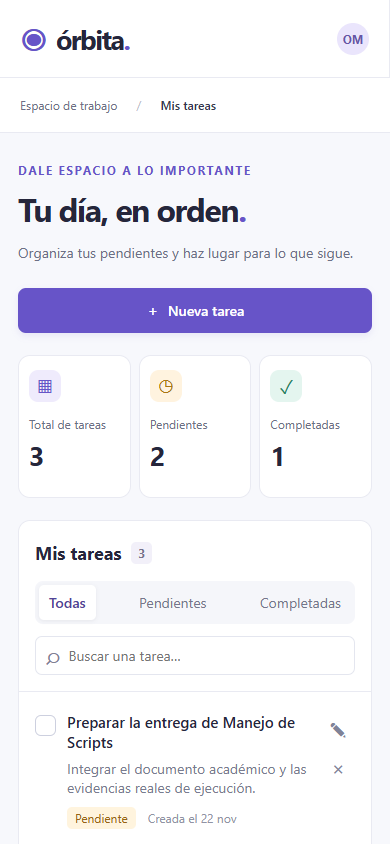 órbita.
OM
Espacio de trabajo / Mis tareas
DALE ESPACIO A LO IMPORTANTE
Tu día, en orden.
Organiza tus pendientes y haz lugar para lo que sigue.
+ Nueva tarea
Total de tareas
3
Pendientes
2
Completadas
1
Mis tareas 3
Todas Pendientes Completadas
Buscar una tarea...
Preparar la entrega de Manejo de
Scripts
Integrar el documento académico y las
evidencias reales de ejecución.
Pendiente Creada el 22 nov